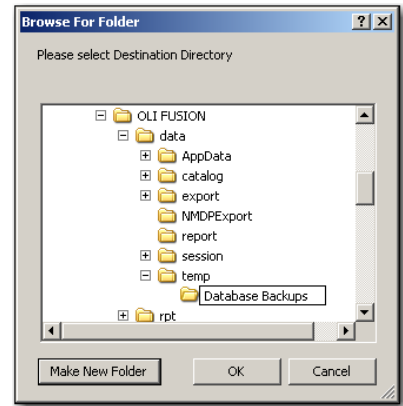 Browse For Folder
Please select Destination Directory
OLI FUSION
data
AppData
catalog
export
NMDPExport
report
session
temp
Database Backups
rpt
Make New Folder OK Cancel